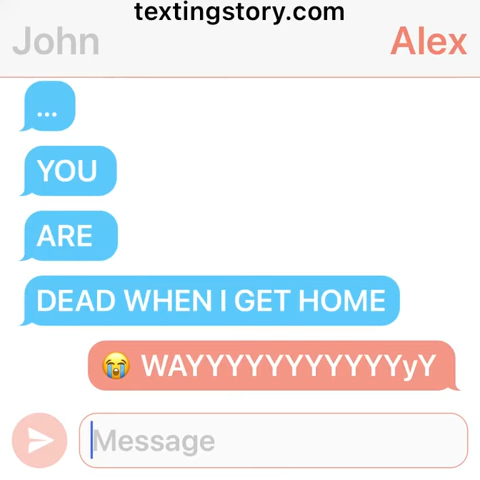 textingstory.com
John
Alex
...
YOU
ARE
DEAD WHEN I GET HOME
😭 WAYYYYYYYYYYYyY
Message